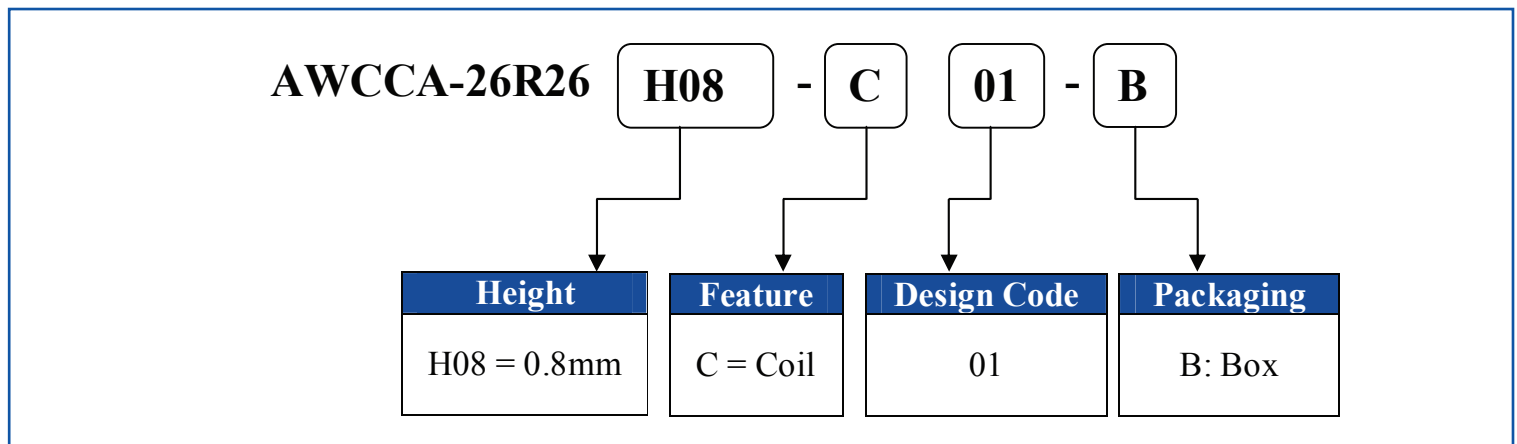 AWCCA-26R26 H08 - C 01 - B
Height Feature Design Code Packaging
H08 = 0.8mm C = Coil 01 B: Box